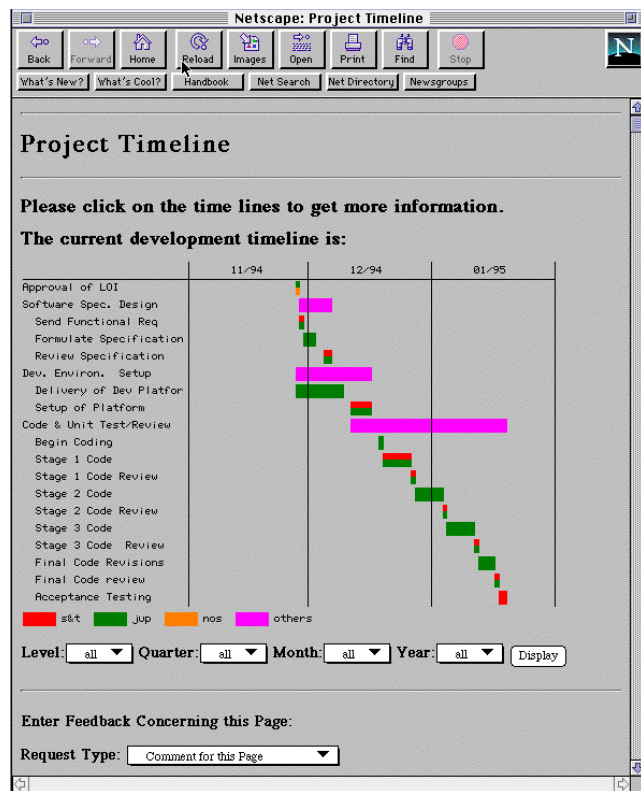 Netscape: Project Timeline
Back Forward Home Reload Images Open Print Find Stop
N
What's New? What's Cool? Handbook Net Search Net Directory Newsgroups
Project Timeline
Please click on the time lines to get more information.
The current development timeline is:
11/94 12/94 01/95
Approval of LOI
Software Spec. Design
Send Functional Req
Formulate Specification
Review Specification
Dev. Environ. Setup
Delivery of Dev Platfor
Setup of Platform
Code & Unit Test/Review
Begin Coding
Stage 1 Code
Stage 1 Code Review
Stage 2 Code
Stage 2 Code Review
Stage 3 Code
Stage 3 Code Review
Final Code Revisions
Final Code review
Acceptance Testing
s&t jup nos others
Level: all Quarter: all Month: all Year: all Display
Enter Feedback Concerning this Page:
Request Type: Comment for this Page